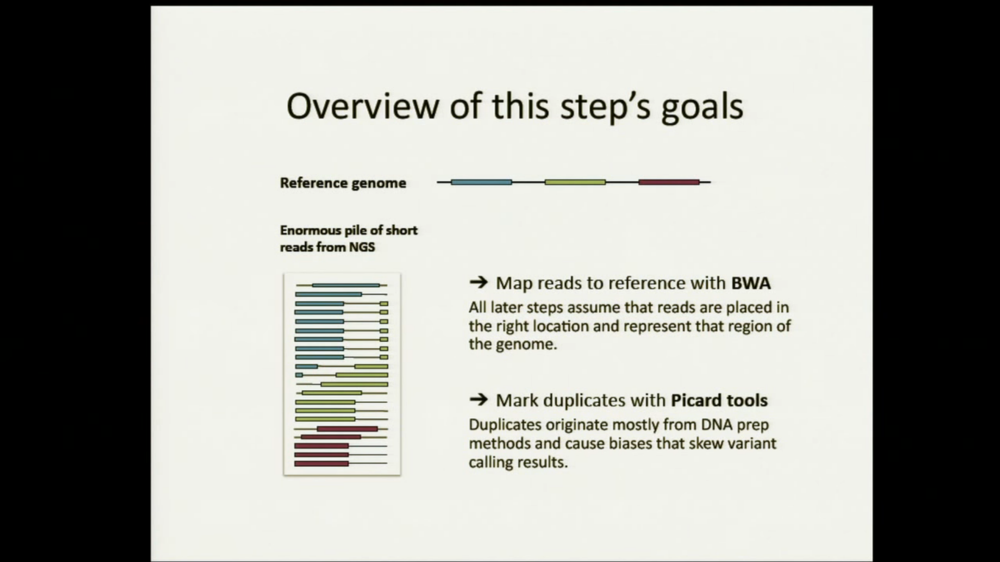 Overview of this step’s goals
Reference genome
Enormous pile of short
reads from NGS
➔ Map reads to reference with BWA
All later steps assume that reads are placed in
the right location and represent that region of
the genome.
➔ Mark duplicates with Picard tools
Duplicates originate mostly from DNA prep
methods and cause biases that skew variant
calling results.